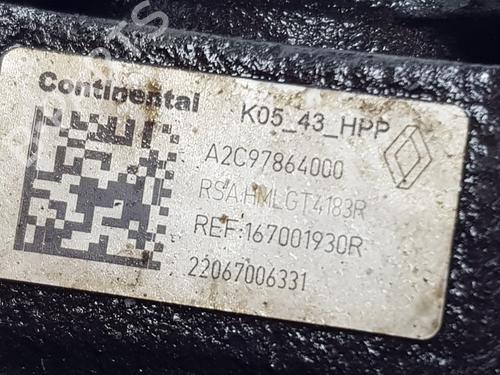 Continental K05_43_HPP
A2C97864000
RSAHMLGT4183R
REF:167001930R
22067006331